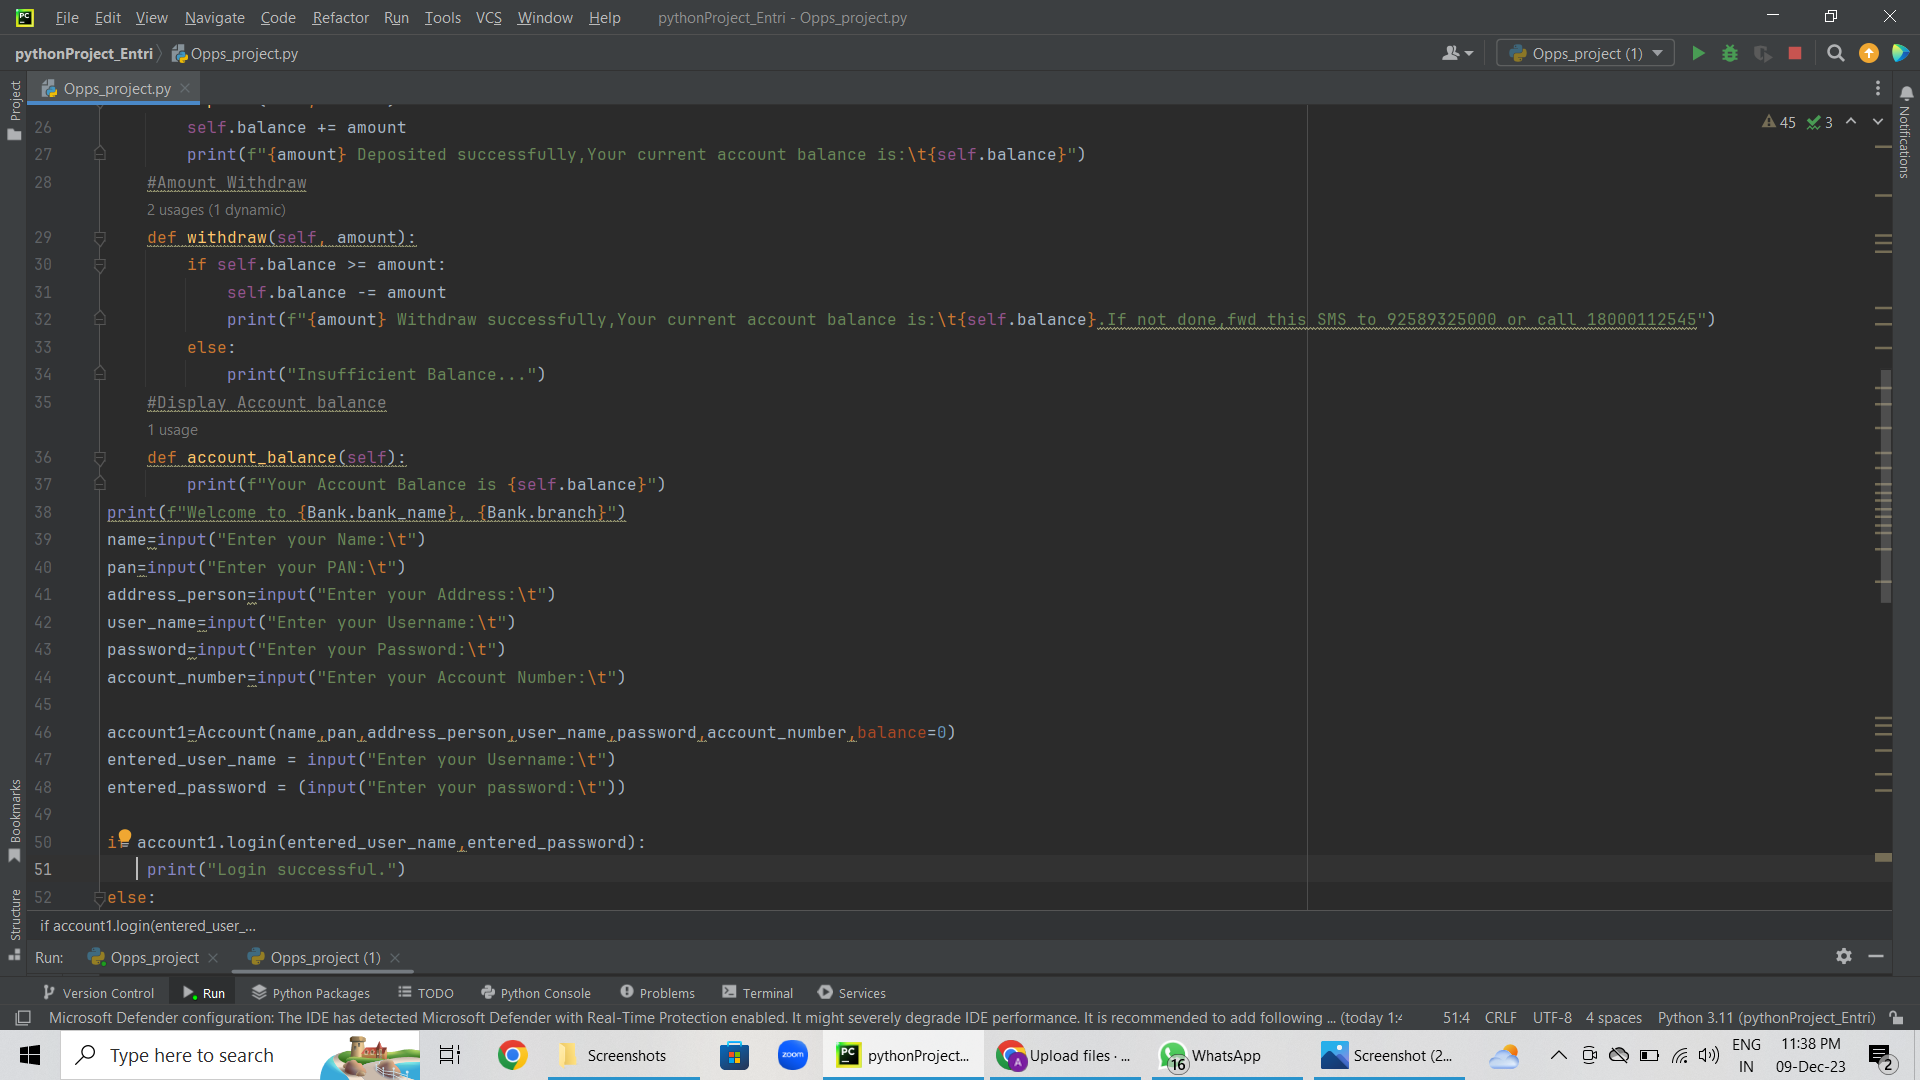 File Edit View Navigate Code Refactor Run Tools VCS Window Help pythonProject_Entri - Opps_project.py
pythonProject_Entri Opps_project.py Opps_project (1)
Project
Opps_project.py
Notifications
45 3
26 self.balance += amount
27 print(f"{amount} Deposited successfully,Your current account balance is:\t{self.balance}")
28 #Amount Withdraw
2 usages (1 dynamic)
29 def withdraw(self, amount):
30 if self.balance >= amount:
31 self.balance -= amount
32 print(f"{amount} Withdraw successfully,Your current account balance is:\t{self.balance}.If not done,fwd this SMS to 92589325000 or call 18000112545")
33 else:
34 print("Insufficient Balance...")
35 #Display Account balance
1 usage
36 def account_balance(self):
37 print(f"Your Account Balance is {self.balance}")
38 print(f"Welcome to {Bank.bank_name}, {Bank.branch}")
39 name=input("Enter your Name:\t")
40 pan=input("Enter your PAN:\t")
41 address_person=input("Enter your Address:\t")
42 user_name=input("Enter your Username:\t")
43 password=input("Enter your Password:\t")
44 account_number=input("Enter your Account Number:\t")
45
46 account1=Account(name,pan,address_person,user_name,password,account_number,balance=0)
47 entered_user_name = input("Enter your Username:\t")
48 entered_password = (input("Enter your password:\t"))
49
50 i account1.login(entered_user_name,entered_password):
51 print("Login successful.")
52 else:
Bookmarks
Structure
if account1.login(entered_user_...
Run: Opps_project Opps_project (1)
Version Control Run Python Packages TODO Python Console Problems Terminal Services
Microsoft Defender configuration: The IDE has detected Microsoft Defender with Real-Time Protection enabled. It might severely degrade IDE performance. It is recommended to add following ... (today 1:4 51:4 CRLF UTF-8 4 spaces Python 3.11 (pythonProject_Entri)
Type here to search Screenshots zoom PC pythonProject... A Upload files · ... 16 WhatsApp Screenshot (2... ENG IN 11:38 PM 09-Dec-23 2